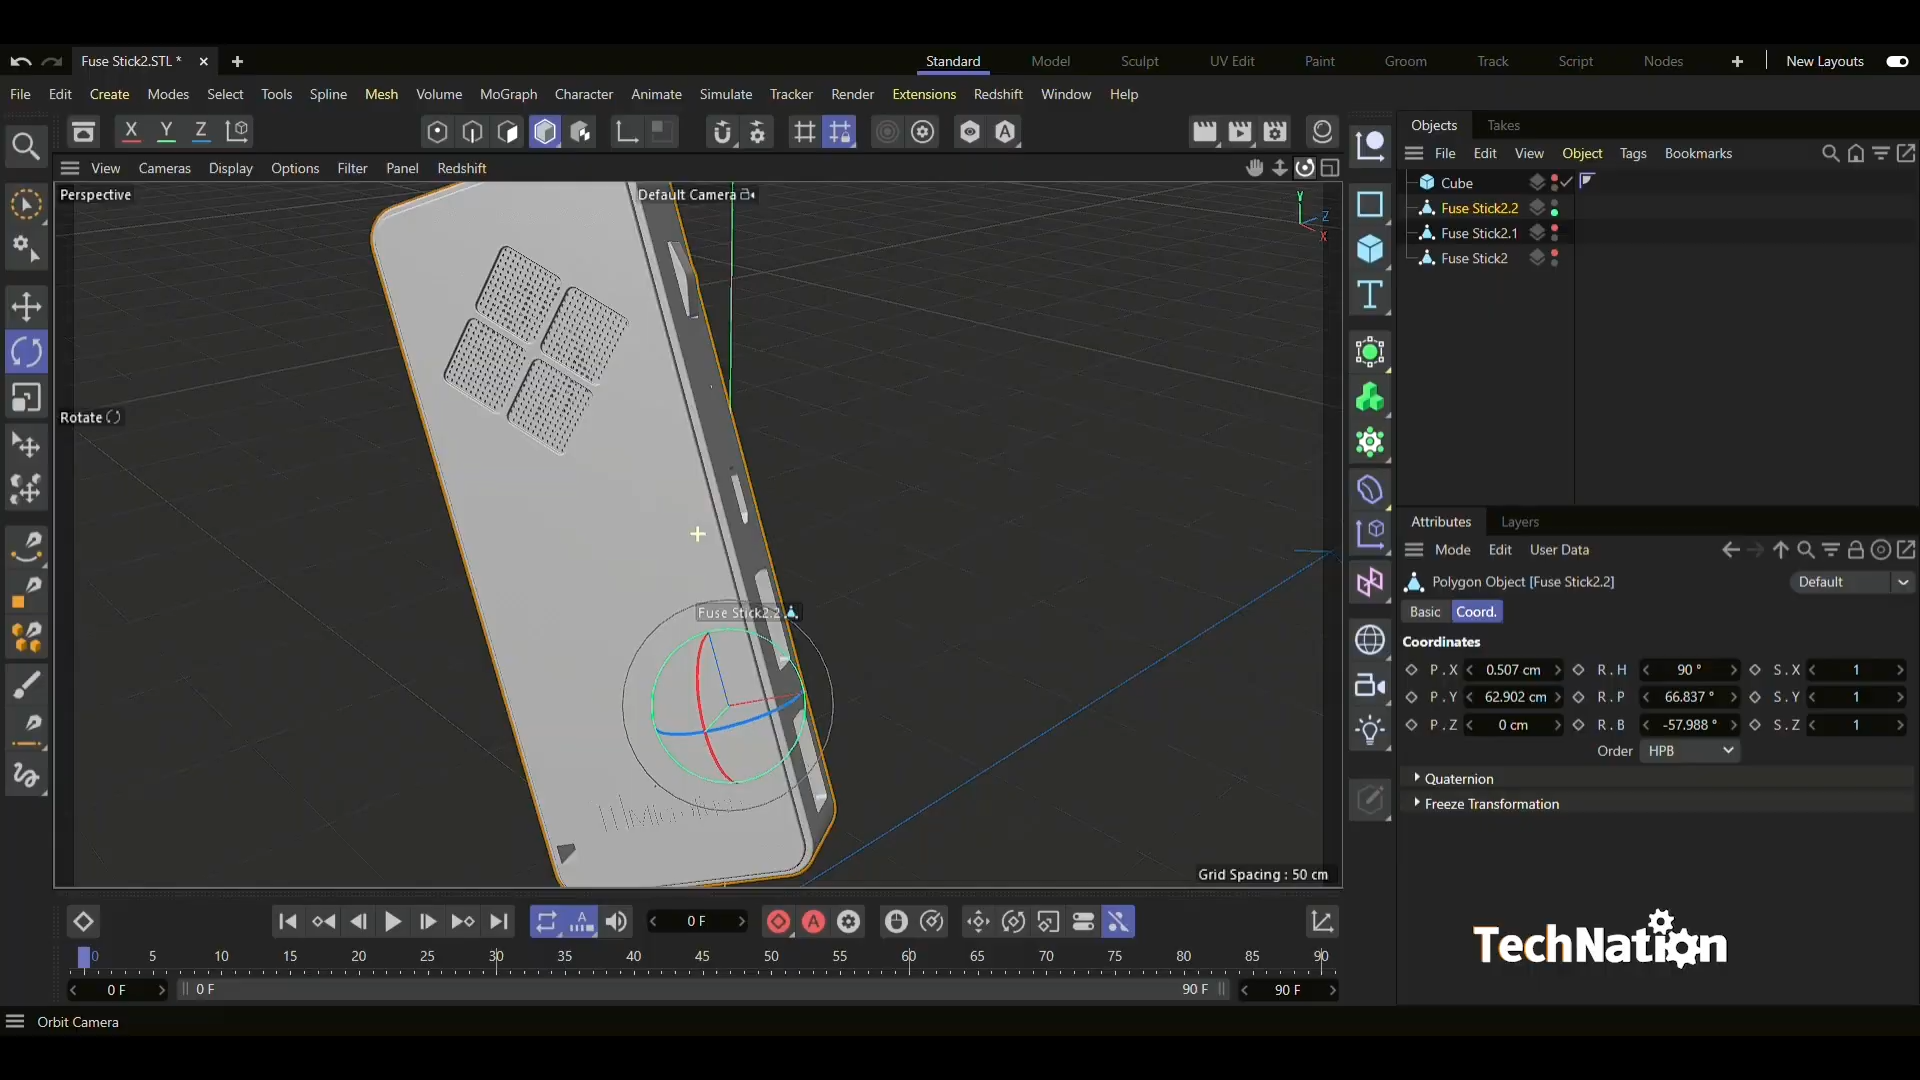 Fuse Stick2.STL *
Standard Model Sculpt UV Edit Paint Groom Track Script Nodes New Layouts
File Edit Create Modes Select Tools Spline Mesh Volume MoGraph Character Animate Simulate Tracker Render Extensions Redshift Window Help
X Y Z
View Cameras Display Options Filter Panel Redshift
Perspective
Default Camera
Y
Z
X
Rotate
Fuse Stick2.2
Grid Spacing : 50 cm
Objects Takes
File Edit View Object Tags Bookmarks
Cube
Fuse Stick2.2
Fuse Stick2.1
Fuse Stick2
Attributes Layers
Mode Edit User Data
Polygon Object [Fuse Stick2.2]
Default
Basic Coord.
Coordinates
P . X 0.507 cm R . H 90 ° S . X 1
P . Y 62.902 cm R . P 66.837 ° S . Y 1
P . Z 0 cm R . B -57.988 ° S . Z 1
Order HPB
Quaternion
Freeze Transformation
TechNation
0 F
0 5 10 15 20 25 30 35 40 45 50 55 60 65 70 75 80 85 90
0 F 0 F 90 F 90 F
Orbit Camera